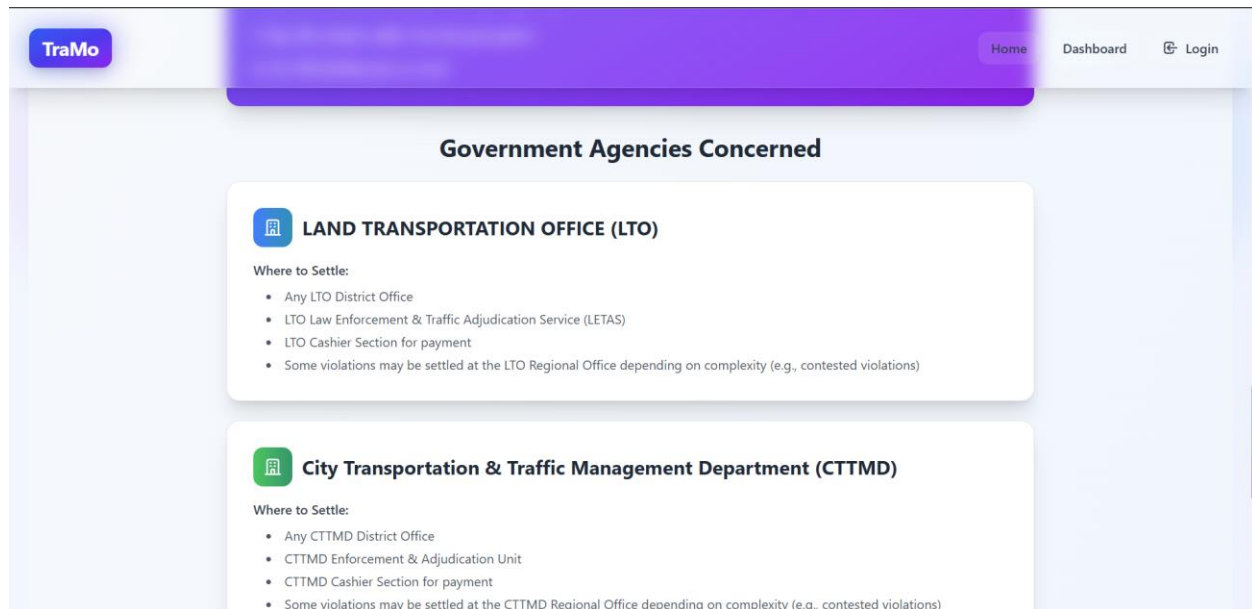 TraMo
Home
Dashboard
Login
Government Agencies Concerned
LAND TRANSPORTATION OFFICE (LTO)
Where to Settle:
• Any LTO District Office
• LTO Law Enforcement & Traffic Adjudication Service (LETAS)
• LTO Cashier Section for payment
• Some violations may be settled at the LTO Regional Office depending on complexity (e.g., contested violations)
City Transportation & Traffic Management Department (CTTMD)
Where to Settle:
• Any CTTMD District Office
• CTTMD Enforcement & Adjudication Unit
• CTTMD Cashier Section for payment
• Some violations may be settled at the CTTMD Regional Office depending on complexity (e.g., contested violations)